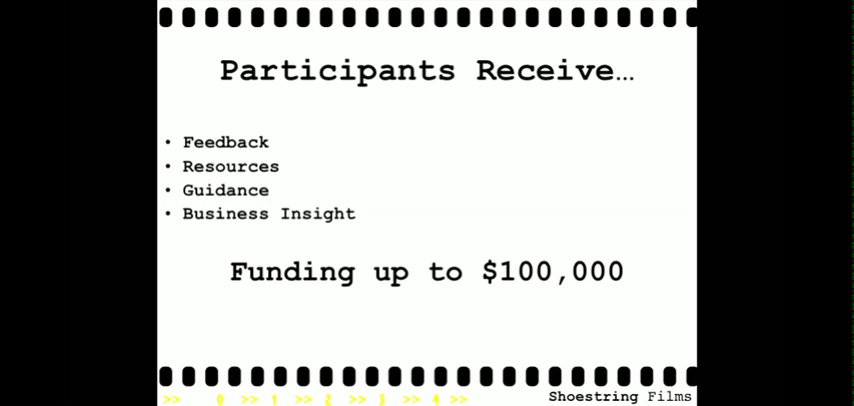 Participants Receive…
• Feedback
• Resources
• Guidance
• Business Insight
Funding up to $100,000
>> 0 >> 1 >> 2 >> 3 >> 4 >>
Shoestring Films